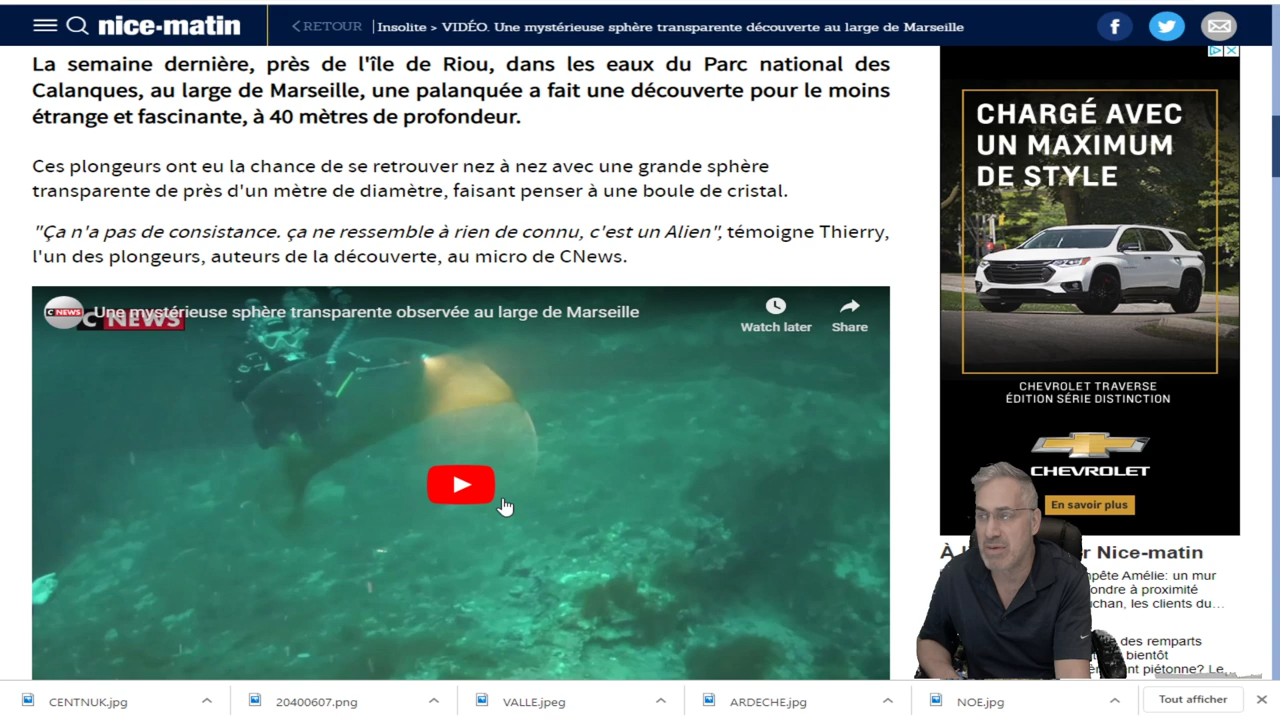 nice-matin
RETOUR
Insolite > VIDÉO. Une mystérieuse sphère transparente découverte au large de Marseille
La semaine dernière, près de l'île de Riou, dans les eaux du Parc national des
Calanques, au large de Marseille, une palanquée a fait une découverte pour le moins
étrange et fascinante, à 40 mètres de profondeur.
Ces plongeurs ont eu la chance de se retrouver nez à nez avec une grande sphère
transparente de près d'un mètre de diamètre, faisant penser à une boule de cristal.
"Ça n'a pas de consistance. ça ne ressemble à rien de connu, c'est un Alien", témoigne Thierry,
l'un des plongeurs, auteurs de la découverte, au micro de CNews.
C NEWS
Une mystérieuse sphère transparente observée au large de Marseille
C NEWS
Watch later
Share
CHARGÉ AVEC
UN MAXIMUM
DE STYLE
CHEVROLET TRAVERSE
ÉDITION SÉRIE DISTINCTION
CHEVROLET
En savoir plus
Nice-matin
Amélie: un mur
à proximité
les clients du...
des remparts
bientôt
piétonne? Le...
CENTNUK.jpg
20400607.png
VALLE.jpeg
ARDECHE.jpg
NOE.jpg
Tout afficher